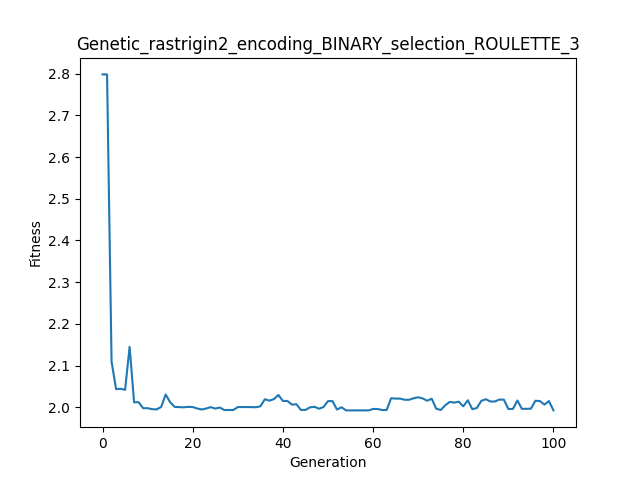 Genetic_rastrigin2_encoding_BINARY_selection_ROULETTE_3
2.8
2.7
2.6
2.5
2.4
2.3
2.2
2.1
2.0
Fitness
0 20 40 60 80 100
Generation